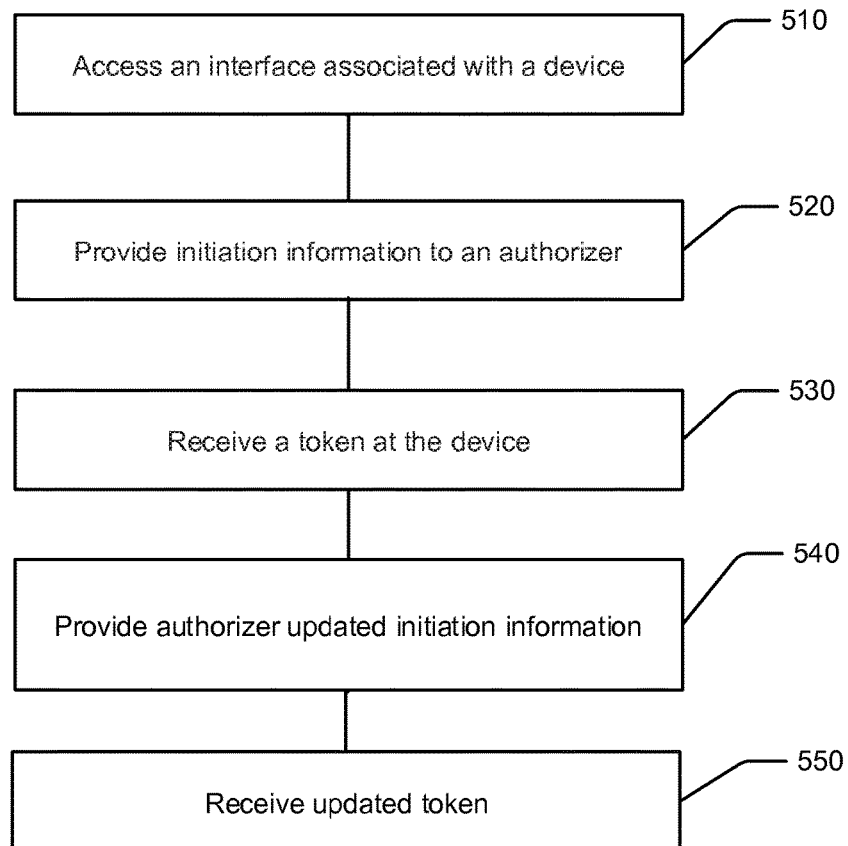 510
Access an interface associated with a device
520
Provide initiation information to an authorizer
530
Receive a token at the device
540
Provide authorizer updated initiation information
550
Receive updated token